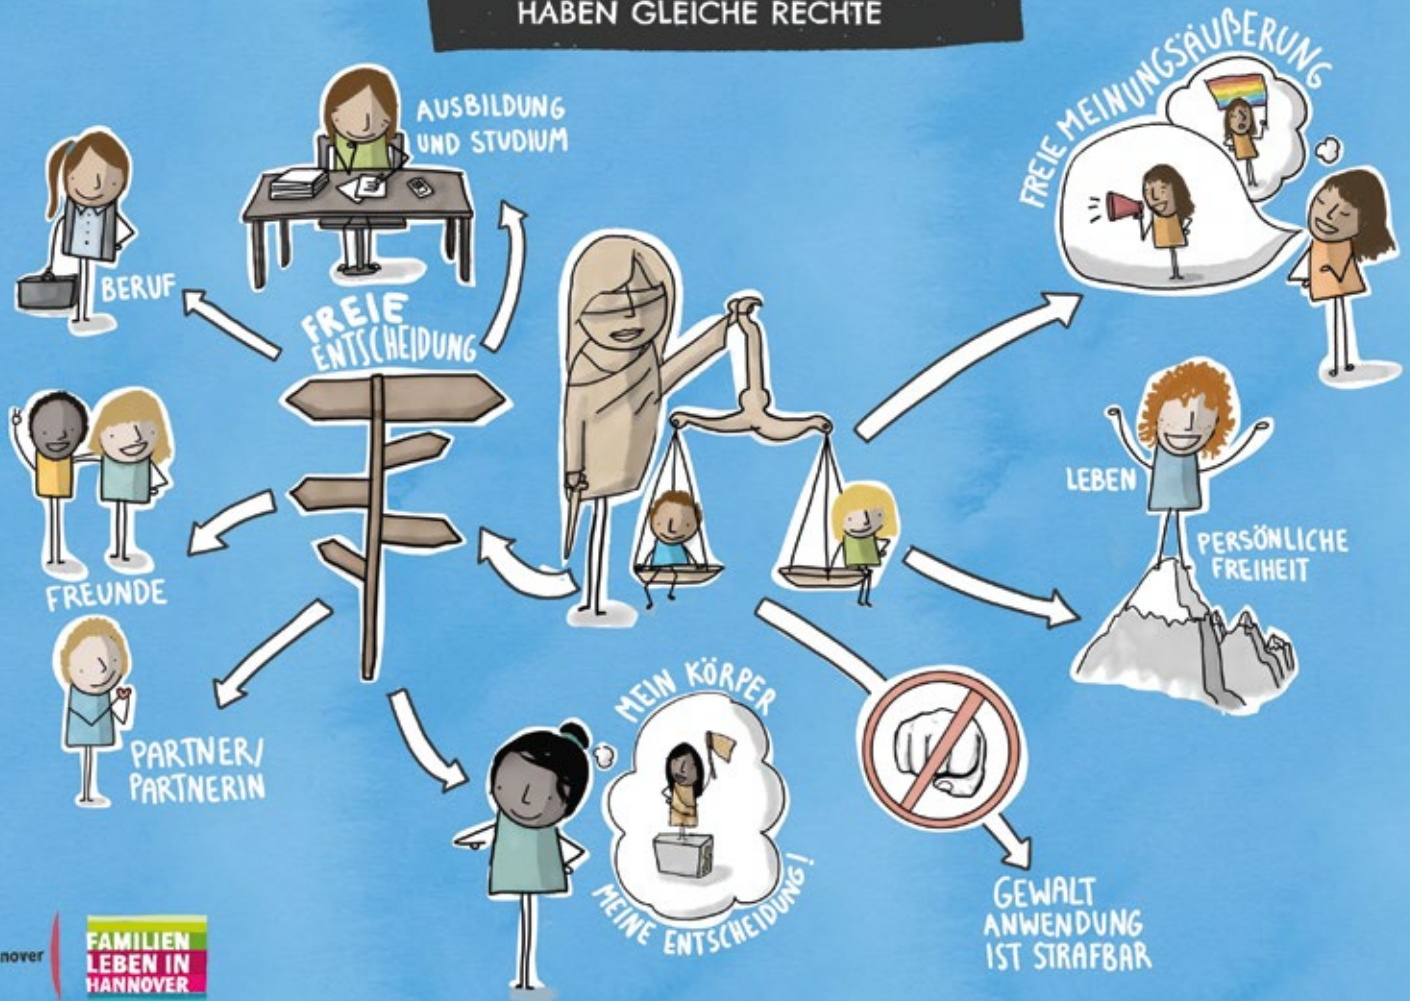 HABEN GLEICHE RECHTE
AUSBILDUNG
UND STUDIUM
BERUF
FREIE
ENTSCHEIDUNG
FREUNDE
PARTNER/
PARTNERIN
MEIN KÖRPER
MEINE ENTSCHEIDUNG!
FREIE MEINUNGSÄUßERUNG
LEBEN
PERSÖNLICHE
FREIHEIT
GEWALT
ANWENDUNG
IST STRAFBAR
nover
FAMILIEN
LEBEN IN
HANNOVER